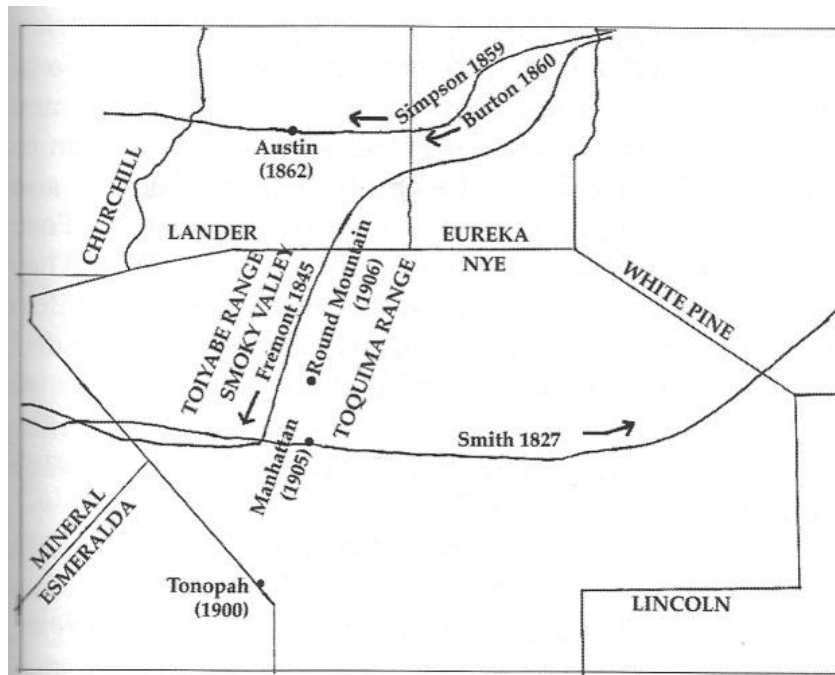 Simpson 1859
Burton 1860
Austin
(1862)
CHURCHILL
LANDER
EUREKA
NYE
WHITE PINE
TOIYABE RANGE
SMOKY VALLEY
Frémont 1845
Round Mountain
(1906)
TOQUIMA RANGE
Smith 1827
Manhattan
(1905)
MINERAL
ESMERALDA
Tonopah
(1900)
LINCOLN